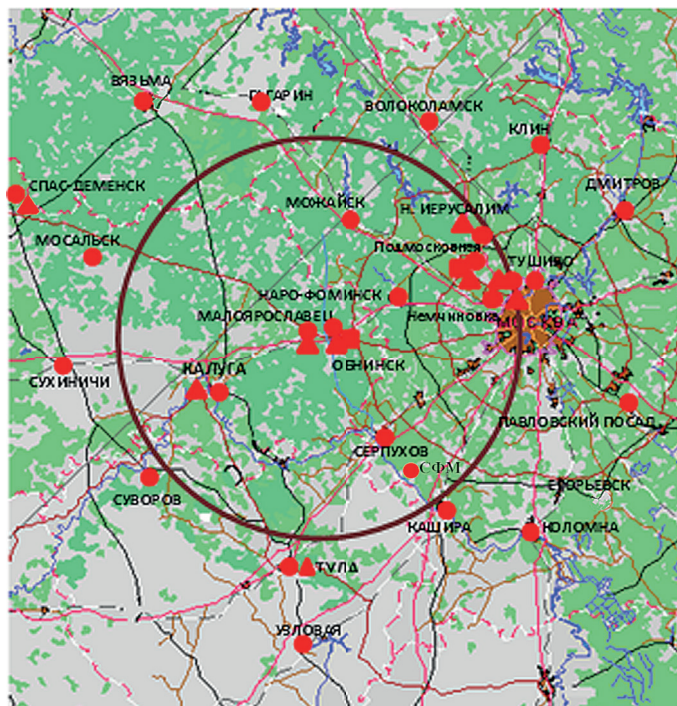 ВЯЗЬМА
ГАГАРИН
ВОЛОКОЛАМСК
КЛИН
СПАС-ДЕМЕНСК
ДМИТРОВ
МОЖАЙСК
Н. ИЕРУСАЛИМ
МОСАЛЬСК
Подмосковная
ТУШИНО
НАРО-ФОМИНСК
МАЛОЯРОСЛАВЕЦ
Немчиновка
МОСКВА
ОБНИНСК
СУХИНИЧИ
КАЛУГА
ПАВЛОВСКИЙ ПОСАД
СЕРПУХОВ
СФМ
ЕГОРЬЕВСК
СУВОРОВ
КАШИРА
КОЛОМНА
ТУЛА
УЗЛОВАЯ